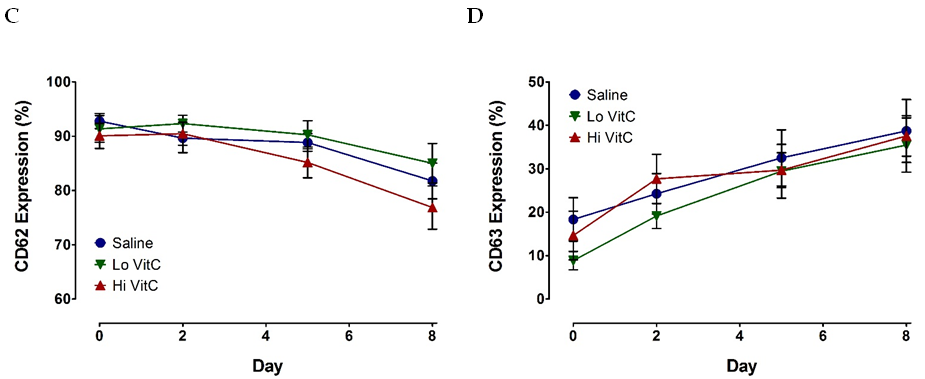 C
CD62 Expression (%)
100
90
80
70
60
Saline
Lo VitC
Hi VitC
0 2 4 6 8
Day
D
CD63 Expression (%)
50
40
30
20
10
0
Saline
Lo VitC
Hi VitC
0 2 4 6 8
Day